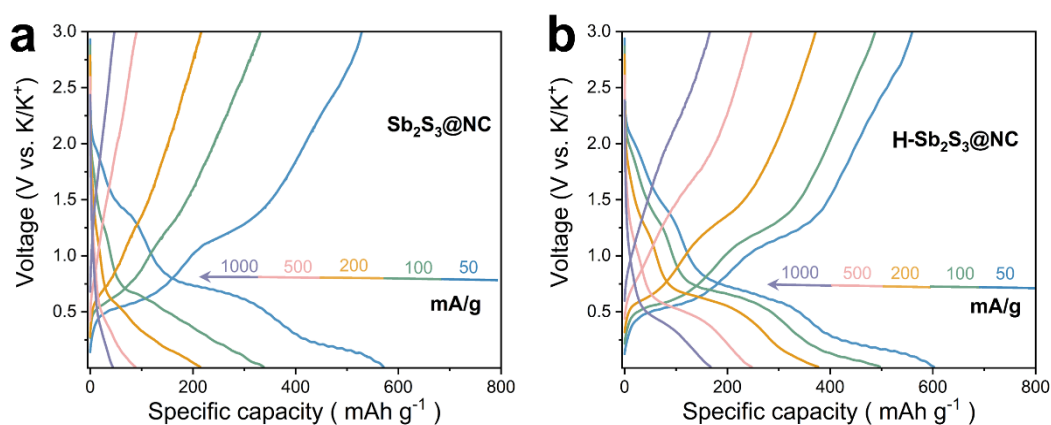 a
3.0
2.5
2.0
1.5
1.0
0.5
Voltage (V vs. K/K⁺)
Sb₂S₃@NC
1000 500 200 100 50
mA/g
0 200 400 600 800
Specific capacity ( mAh g⁻¹ )
b
3.0
2.5
2.0
1.5
1.0
0.5
Voltage (V vs. K/K⁺)
H-Sb₂S₃@NC
1000 500 200 100 50
mA/g
0 200 400 600 800
Specific capacity ( mAh g⁻¹ )